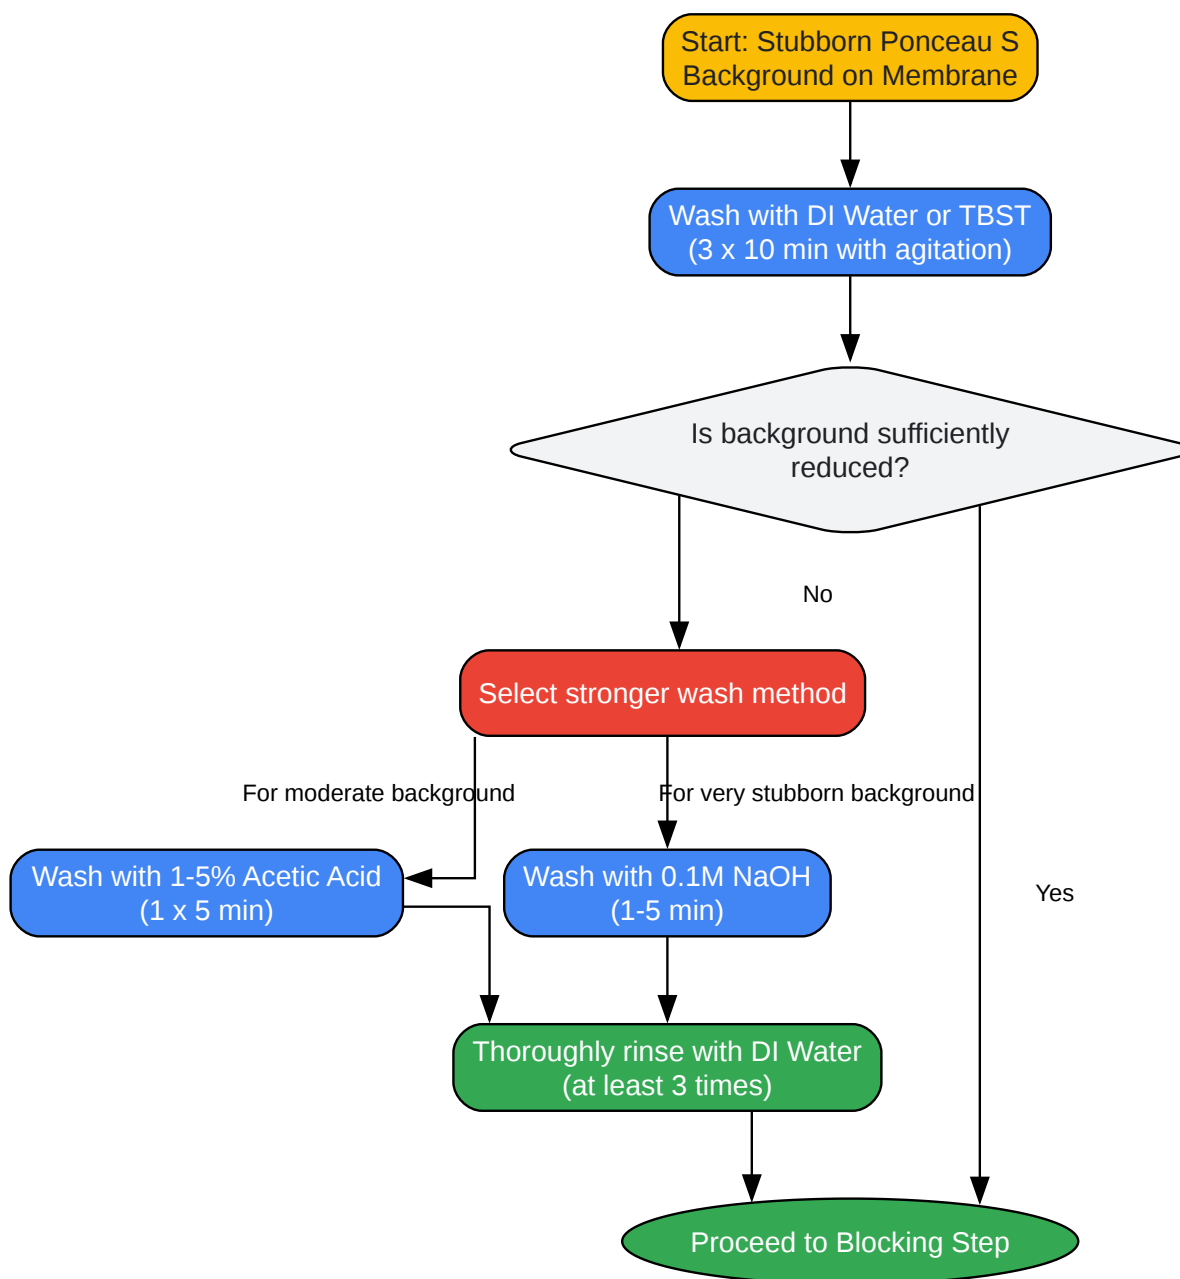 Start: Stubborn Ponceau S
Background on Membrane
Wash with DI Water or TBST
(3 x 10 min with agitation)
Is background sufficiently
reduced?
No
Select stronger wash method
For moderate background
For very stubborn background
Wash with 1-5% Acetic Acid
(1 x 5 min)
Wash with 0.1M NaOH
(1-5 min)
Yes
Thoroughly rinse with DI Water
(at least 3 times)
Proceed to Blocking Step